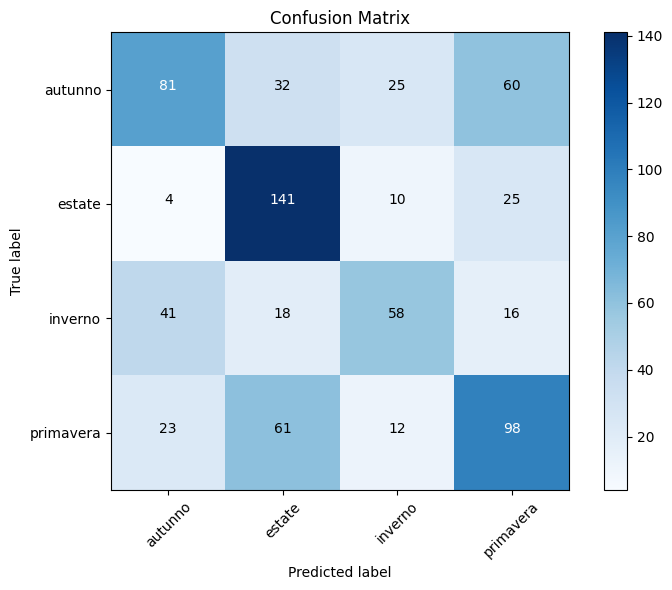 Confusion Matrix
True label
autunno 81 32 25 60
estate 4 141 10 25
inverno 41 18 58 16
primavera 23 61 12 98
autunno estate inverno primavera
Predicted label
140
120
100
80
60
40
20